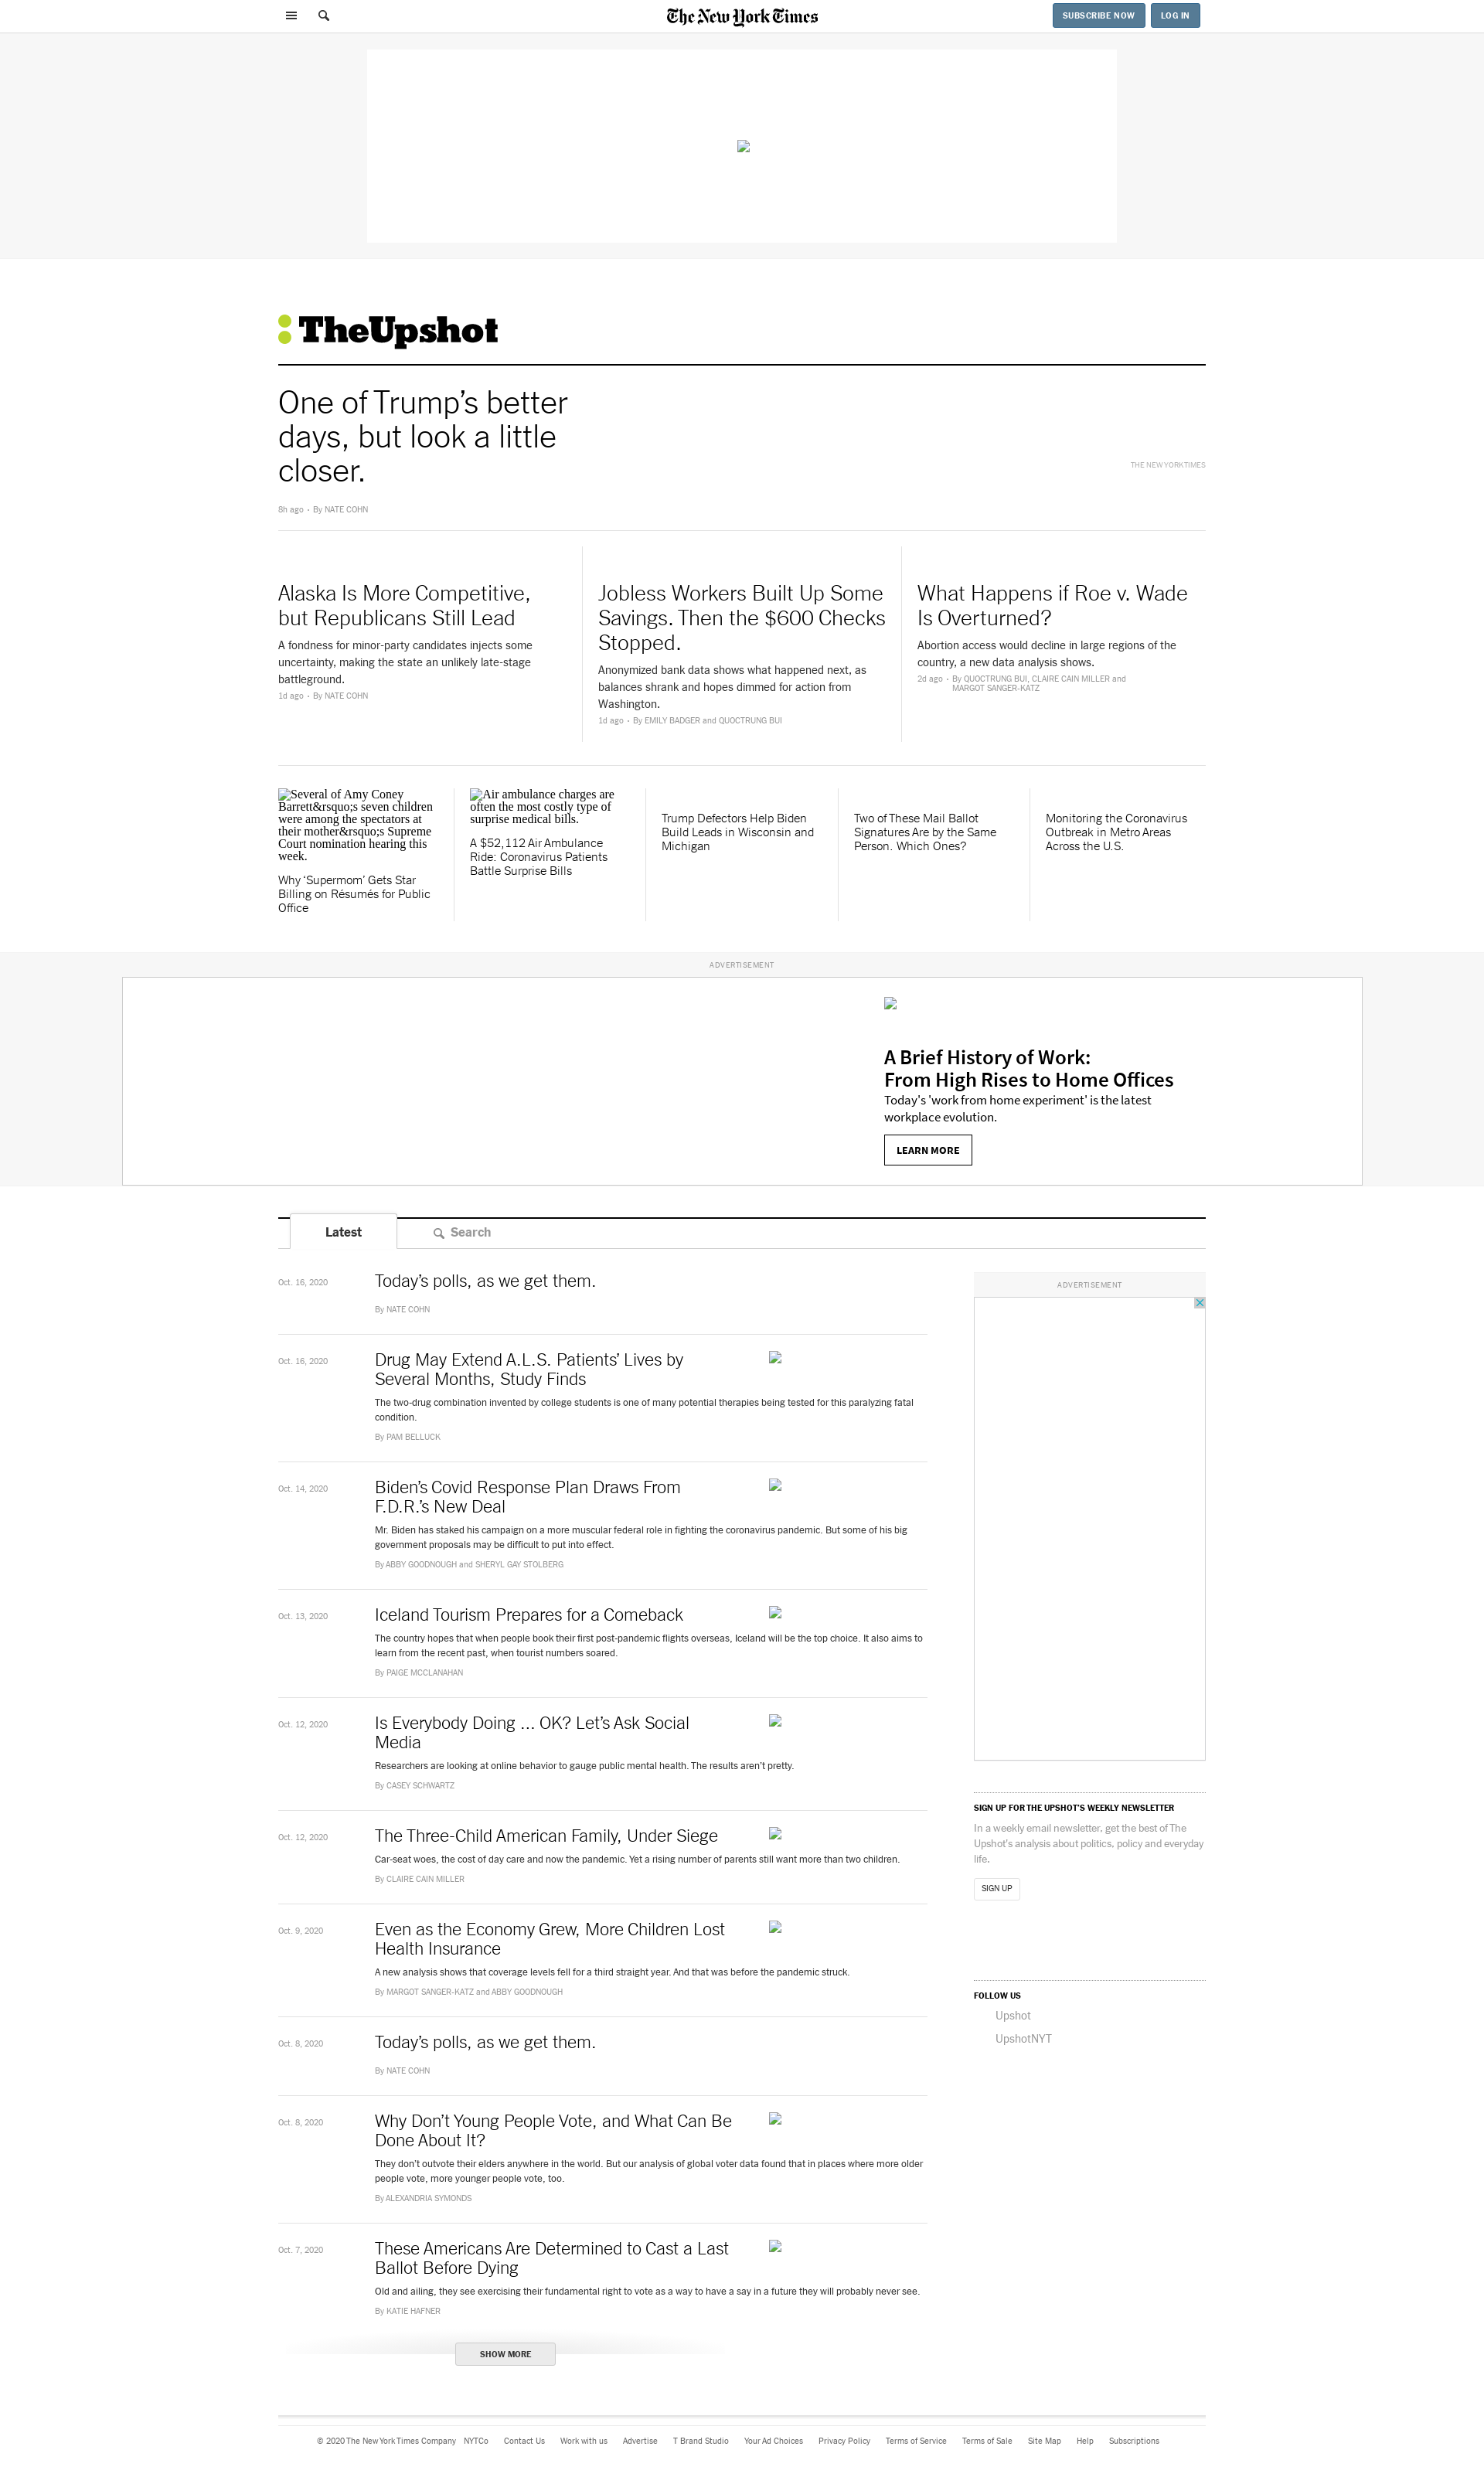 The New York Times
SUBSCRIBE NOW
LOG IN
TheUpshot
One of Trump’s better
days, but look a little
closer.
8h ago • By NATE COHN
THE NEW YORK TIMES
Alaska Is More Competitive,
but Republicans Still Lead
A fondness for minor-party candidates injects some
uncertainty, making the state an unlikely late-stage
battleground.
1d ago • By NATE COHN
Jobless Workers Built Up Some
Savings. Then the $600 Checks
Stopped.
Anonymized bank data shows what happened next, as
balances shrank and hopes dimmed for action from
Washington.
1d ago • By EMILY BADGER and QUOCTRUNG BUI
What Happens if Roe v. Wade
Is Overturned?
Abortion access would decline in large regions of the
country, a new data analysis shows.
2d ago • By QUOCTRUNG BUI, CLAIRE CAIN MILLER and
MARGOT SANGER-KATZ
Several of Amy Coney
Barrett&rsquo;s seven children
were among the spectators at
their mother&rsquo;s Supreme
Court nomination hearing this
week.
Why ‘Supermom’ Gets Star
Billing on Résumés for Public
Office
Air ambulance charges are
often the most costly type of
surprise medical bills.
A $52,112 Air Ambulance
Ride: Coronavirus Patients
Battle Surprise Bills
Trump Defectors Help Biden
Build Leads in Wisconsin and
Michigan
Two of These Mail Ballot
Signatures Are by the Same
Person. Which Ones?
Monitoring the Coronavirus
Outbreak in Metro Areas
Across the U.S.
ADVERTISEMENT
A Brief History of Work:
From High Rises to Home Offices
Today's 'work from home experiment' is the latest
workplace evolution.
LEARN MORE
Latest
Search
Oct. 16, 2020
Today’s polls, as we get them.
By NATE COHN
Oct. 16, 2020
Drug May Extend A.L.S. Patients’ Lives by
Several Months, Study Finds
The two-drug combination invented by college students is one of many potential therapies being tested for this paralyzing fatal
condition.
By PAM BELLUCK
Oct. 14, 2020
Biden’s Covid Response Plan Draws From
F.D.R.’s New Deal
Mr. Biden has staked his campaign on a more muscular federal role in fighting the coronavirus pandemic. But some of his big
government proposals may be difficult to put into effect.
By ABBY GOODNOUGH and SHERYL GAY STOLBERG
Oct. 13, 2020
Iceland Tourism Prepares for a Comeback
The country hopes that when people book their first post-pandemic flights overseas, Iceland will be the top choice. It also aims to
learn from the recent past, when tourist numbers soared.
By PAIGE MCCLANAHAN
Oct. 12, 2020
Is Everybody Doing … OK? Let’s Ask Social
Media
Researchers are looking at online behavior to gauge public mental health. The results aren’t pretty.
By CASEY SCHWARTZ
Oct. 12, 2020
The Three-Child American Family, Under Siege
Car-seat woes, the cost of day care and now the pandemic. Yet a rising number of parents still want more than two children.
By CLAIRE CAIN MILLER
Oct. 9, 2020
Even as the Economy Grew, More Children Lost
Health Insurance
A new analysis shows that coverage levels fell for a third straight year. And that was before the pandemic struck.
By MARGOT SANGER-KATZ and ABBY GOODNOUGH
Oct. 8, 2020
Today’s polls, as we get them.
By NATE COHN
Oct. 8, 2020
Why Don’t Young People Vote, and What Can Be
Done About It?
They don’t outvote their elders anywhere in the world. But our analysis of global voter data found that in places where more older
people vote, more younger people vote, too.
By ALEXANDRIA SYMONDS
Oct. 7, 2020
These Americans Are Determined to Cast a Last
Ballot Before Dying
Old and ailing, they see exercising their fundamental right to vote as a way to have a say in a future they will probably never see.
By KATIE HAFNER
SHOW MORE
ADVERTISEMENT
SIGN UP FOR THE UPSHOT'S WEEKLY NEWSLETTER
In a weekly email newsletter, get the best of The
Upshot's analysis about politics, policy and everyday
life.
SIGN UP
FOLLOW US
Upshot
UpshotNYT
© 2020 The New York Times Company NYTCo Contact Us Work with us Advertise T Brand Studio Your Ad Choices Privacy Policy Terms of Service Terms of Sale Site Map Help Subscriptions